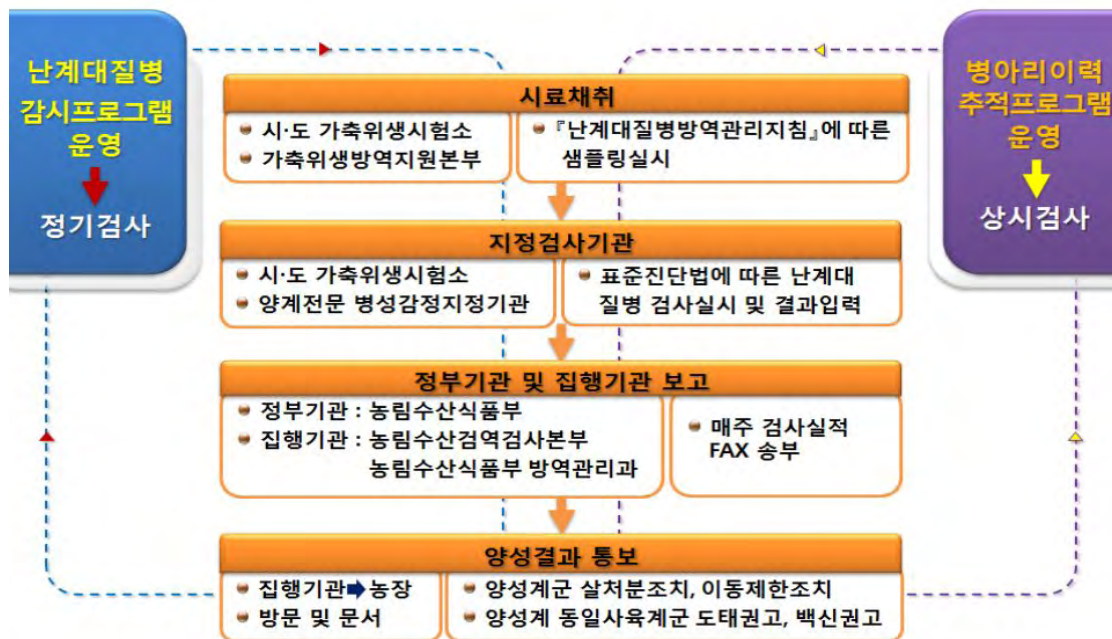 난계대질병
감시프로그램
운영
정기검사
시료채취
시·도 가축위생시험소
가축위생방역지원본부
『난계대질병방역관리지침』에 따른
샘플링실시
지정검사기관
시·도 가축위생시험소
양계전문 병성감정지정기관
표준진단법에 따른 난계대
질병 검사실시 및 결과입력
정부기관 및 집행기관 보고
정부기관 : 농림수산식품부
집행기관 : 농림수산검역검사본부
농림수산식품부 방역관리과
매주 검사실적
FAX 송부
양성결과 통보
집행기관➡농장
방문 및 문서
양성계군 살처분조치, 이동제한조치
양성계 동일사육계군 도태권고, 백신권고
병아리이력
추적프로그램
운영
상시검사